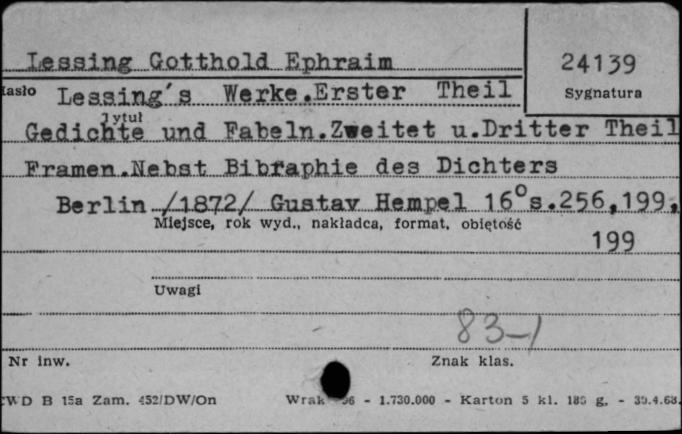 Lessing Gotthold Ephraim
24139
Sygnatura
Hasło Lessing´s Werke.Erster Theil
Tytuł
Gedichte und Fabeln.Zweitet u.Dritter Theil
Framen.Nebst Bibraphie des Dichters
Berlin /1872/ Gustav Hempel 16° s.256,199,
Miejsce, rok wyd., nakładca, format, objętość
199
Uwagi
83-1
Nr inw.
Znak klas.
CWD B 15a Zam. 452/DW/On Wrak 56 - 1.730.000 - Karton 5 kl. 180 g. - 30.4.68.